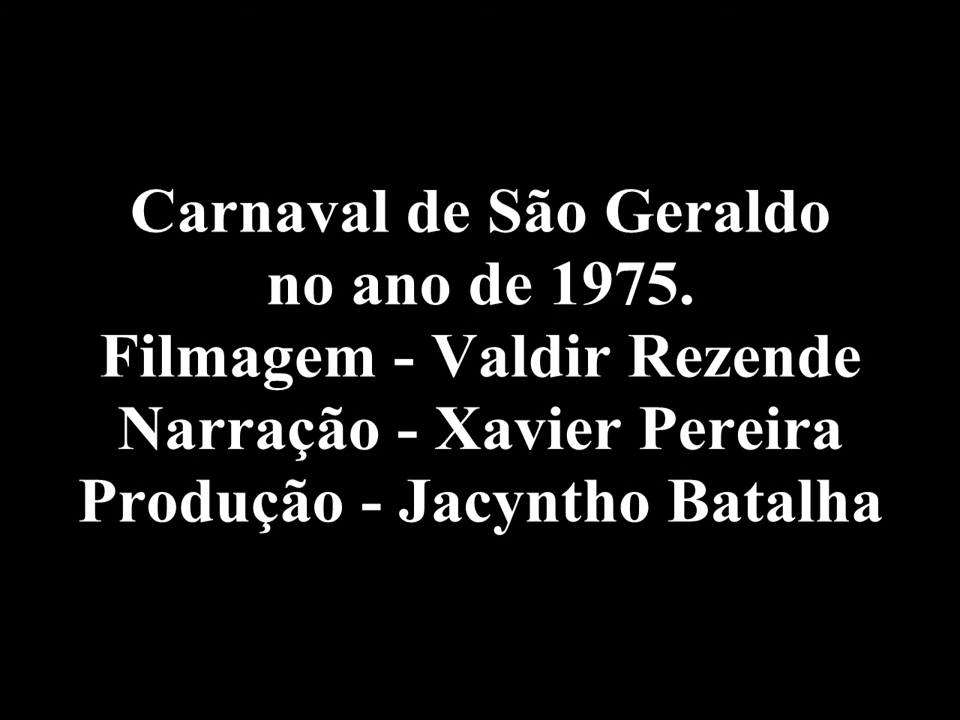 Carnaval de São Geraldo
no ano de 1975.
Filmagem - Valdir Rezende
Narração - Xavier Pereira
Produção - Jacyntho Batalha